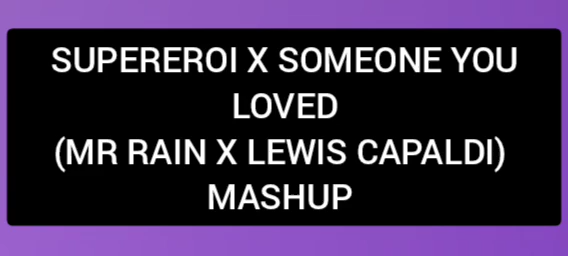 SUPEREROI X SOMEONE YOU
LOVED
(MR RAIN X LEWIS CAPALDI)
MASHUP